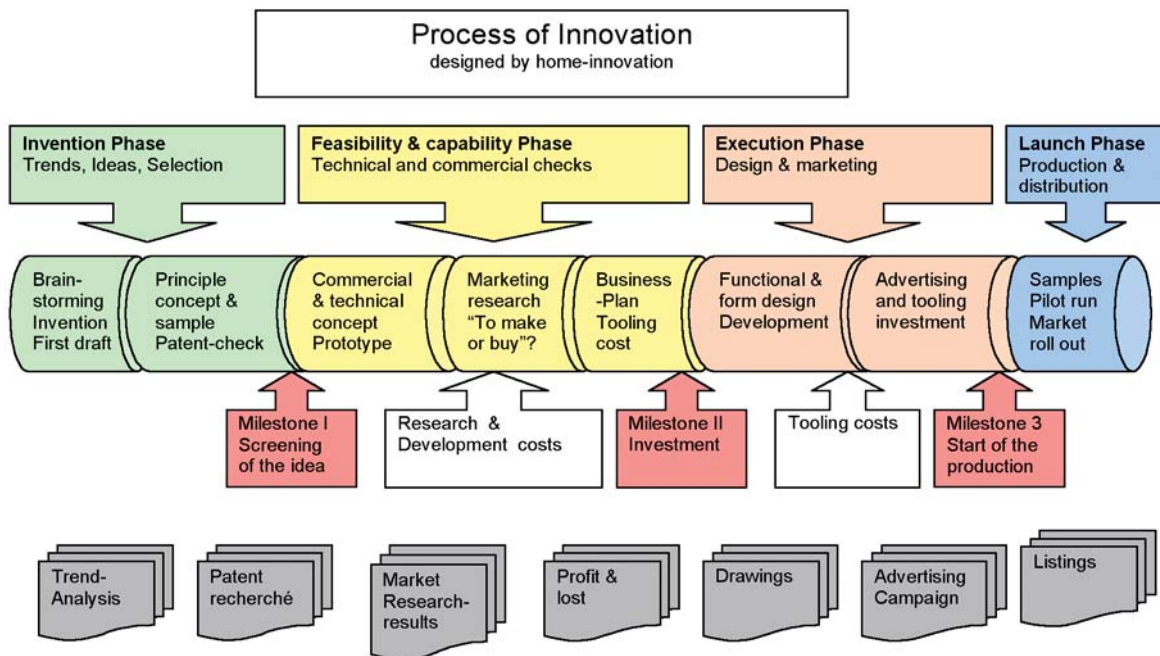 Process of Innovation
designed by home-innovation
Invention Phase
Trends, Ideas, Selection
Feasibility & capability Phase
Technical and commercial checks
Execution Phase
Design & marketing
Launch Phase
Production &
distribution
Brain-
storming
Invention
First draft
Principle
concept &
sample
Patent-check
Commercial
& technical
concept
Prototype
Marketing
research
“To make
or buy”?
Business
-Plan
Tooling
cost
Functional &
form design
Development
Advertising
and tooling
investment
Samples
Pilot run
Market
roll out
Milestone I
Screening
of the idea
Research &
Development costs
Milestone II
Investment
Tooling costs
Milestone 3
Start of the
production
Trend-
Analysis
Patent
recherché
Market
Research-
results
Profit &
lost
Drawings
Advertising
Campaign
Listings